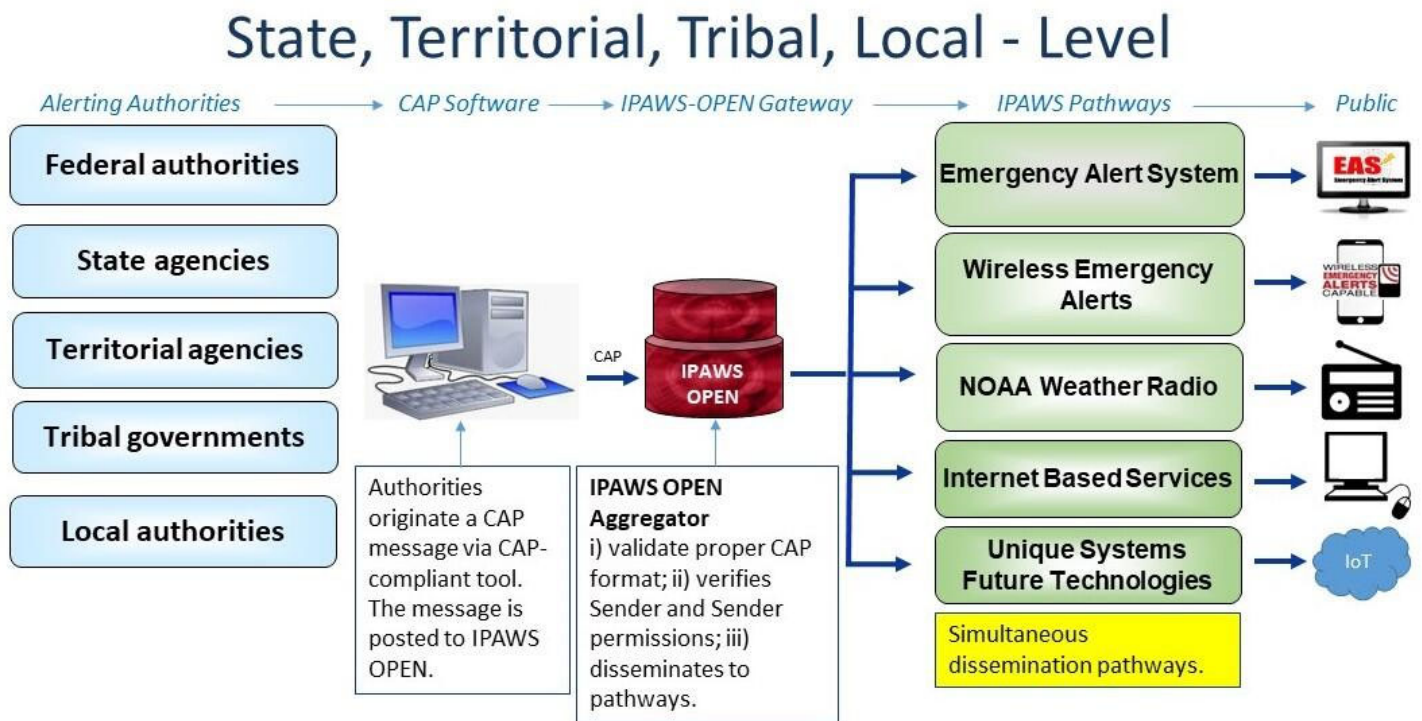 State, Territorial, Tribal, Local - Level
Alerting Authorities
CAP Software
IPAWS-OPEN Gateway
IPAWS Pathways
Public
Federal authorities
State agencies
Territorial agencies
Tribal governments
Local authorities
CAP
IPAWS
OPEN
Authorities
originate a CAP
message via CAP-
compliant tool.
The message is
posted to IPAWS
OPEN.
IPAWS OPEN
Aggregator
i) validate proper CAP
format; ii) verifies
Sender and Sender
permissions; iii)
disseminates to
pathways.
Emergency Alert System
Wireless Emergency
Alerts
NOAA Weather Radio
Internet Based Services
Unique Systems
Future Technologies
Simultaneous
dissemination pathways.
EAS
Emergency Alert System
WIRELESS
EMERGENCY
ALERTS
CAPABLE
IoT